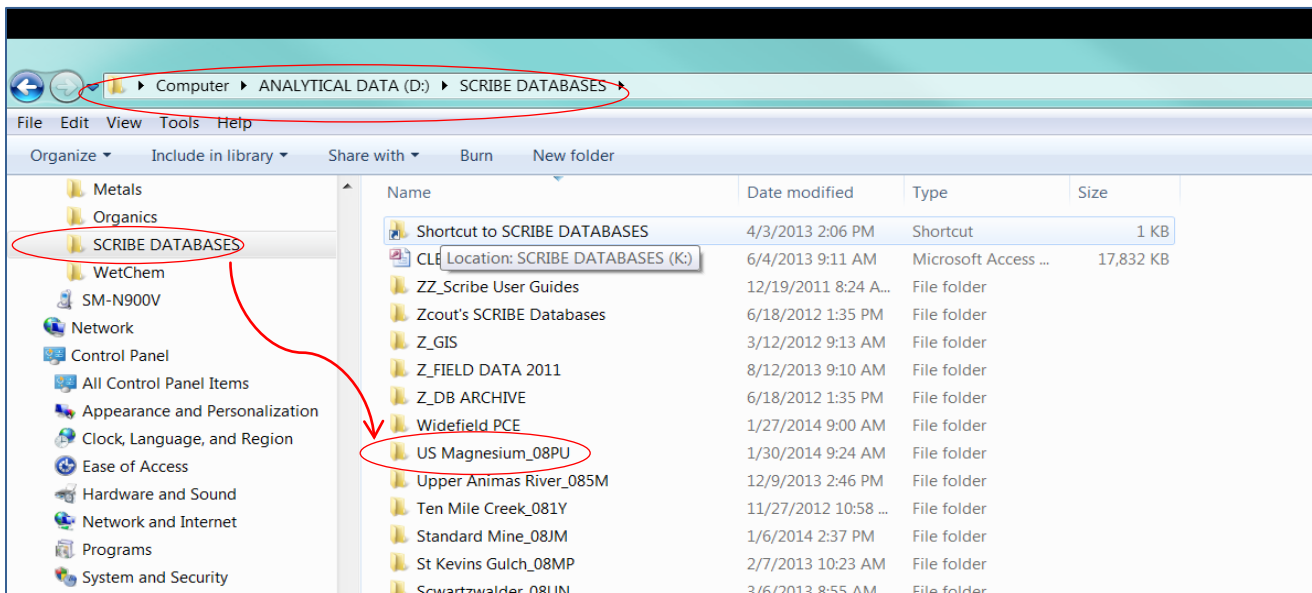 Computer ANALYTICAL DATA (D:) SCRIBE DATABASES
File Edit View Tools Help
Organize Include in library Share with Burn New folder
Metals
Organics
SCRIBE DATABASES
WetChem
SM-N900V
Network
Control Panel
All Control Panel Items
Appearance and Personalization
Clock, Language, and Region
Ease of Access
Hardware and Sound
Network and Internet
Programs
System and Security
Name Date modified Type Size
Shortcut to SCRIBE DATABASES 4/3/2013 2:06 PM Shortcut 1 KB
CLE 6/4/2013 9:11 AM Microsoft Access ... 17,832 KB
Location: SCRIBE DATABASES (K:)
ZZ_Scribe User Guides 12/19/2011 8:24 A... File folder
Zcout's SCRIBE Databases 6/18/2012 1:35 PM File folder
Z_GIS 3/12/2012 9:13 AM File folder
Z_FIELD DATA 2011 8/12/2013 9:10 AM File folder
Z_DB ARCHIVE 6/18/2012 1:35 PM File folder
Widefield PCE 1/27/2014 9:00 AM File folder
US Magnesium_08PU 1/30/2014 9:24 AM File folder
Upper Animas River_085M 12/9/2013 2:46 PM File folder
Ten Mile Creek_081Y 11/27/2012 10:58 ... File folder
Standard Mine_08JM 1/6/2014 2:37 PM File folder
St Kevins Gulch_08MP 2/7/2013 10:23 AM File folder
Scwartzwalder_08UN 3/6/2013 8:55 AM File folder